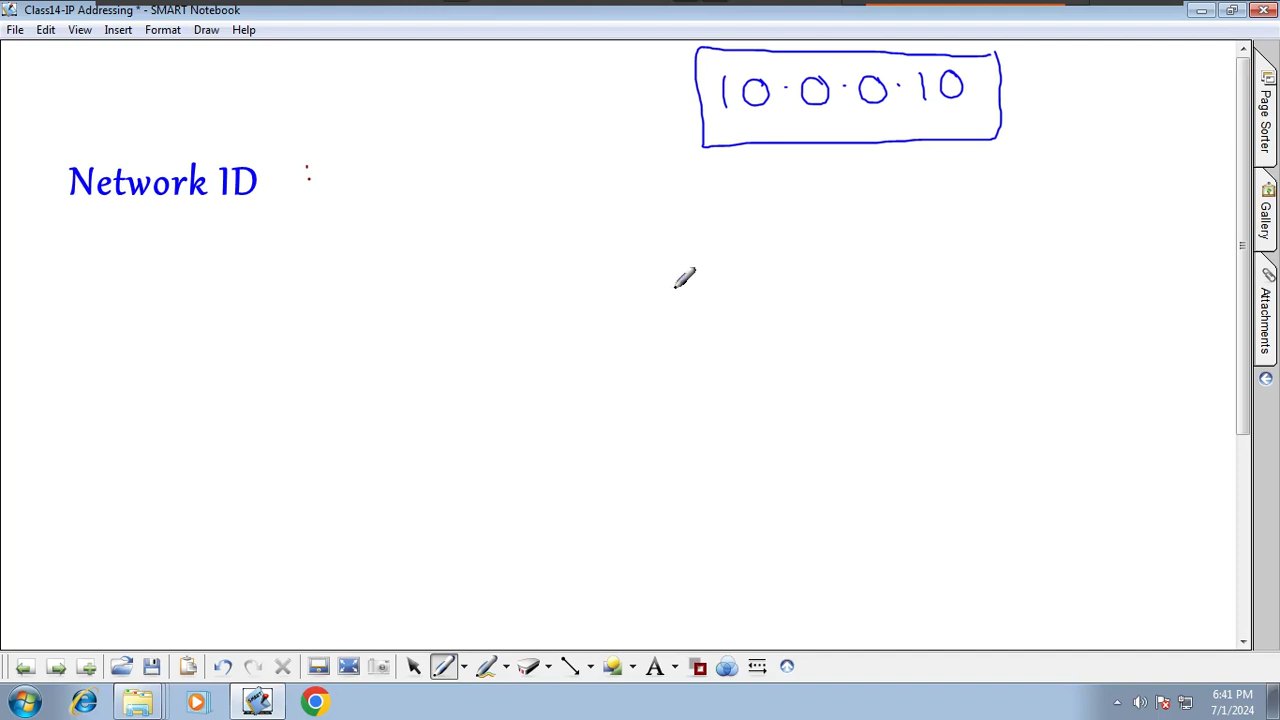 Class14-IP Addressing * - SMART Notebook
File Edit View Insert Format Draw Help
10.0.0.10
Network ID :
Page Sorter
Gallery
Attachments
A
6:41 PM
7/1/2024